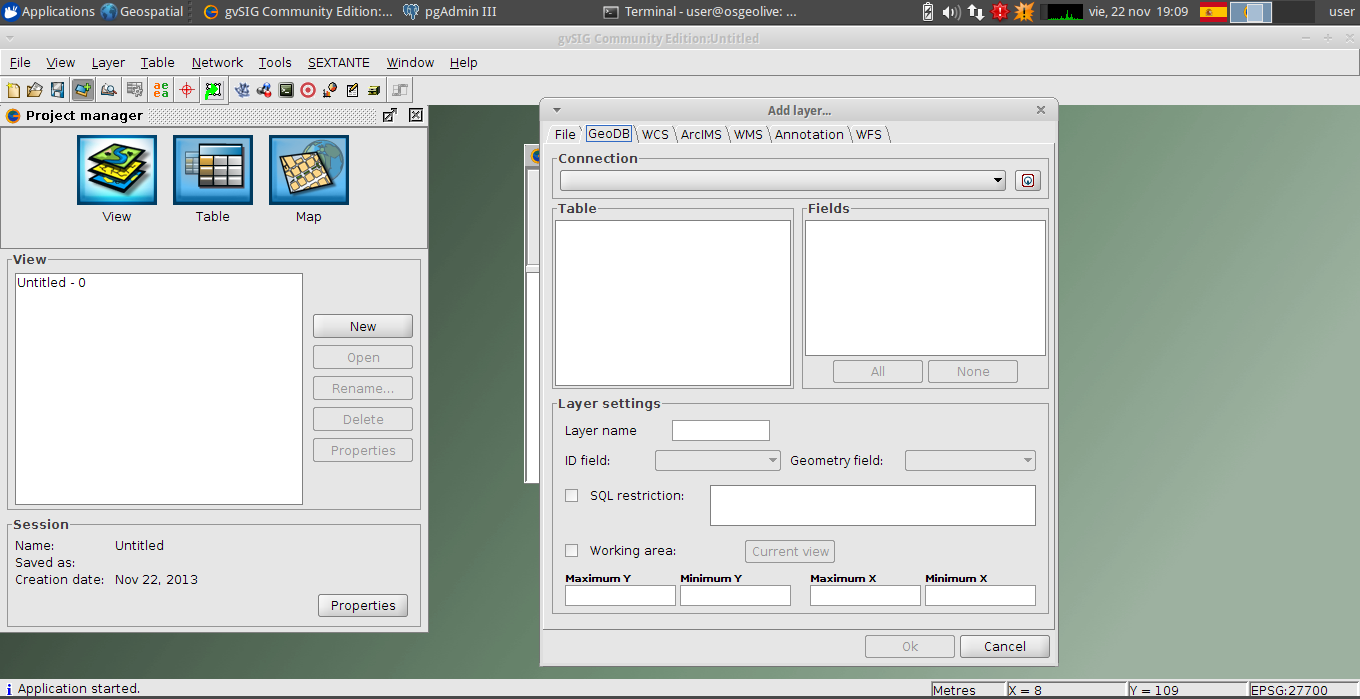 Applications Geospatial gvSIG Community Edition:... pgAdmin III Terminal - user@osgeolive: ... vie, 22 nov 19:09 user
gvSIG Community Edition:Untitled
File View Layer Table Network Tools SEXTANTE Window Help
Project manager
View Table Map
View
Untitled - 0
New
Open
Rename...
Delete
Properties
Session
Name: Untitled
Saved as:
Creation date: Nov 22, 2013
Properties
Add layer...
File GeoDB WCS ArcIMS WMS Annotation WFS
Connection
Table
Fields
All None
Layer settings
Layer name
ID field: Geometry field:
SQL restriction:
Working area: Current view
Maximum Y Minimum Y Maximum X Minimum X
Ok Cancel
Application started. Metres X = 8 Y = 109 EPSG:27700